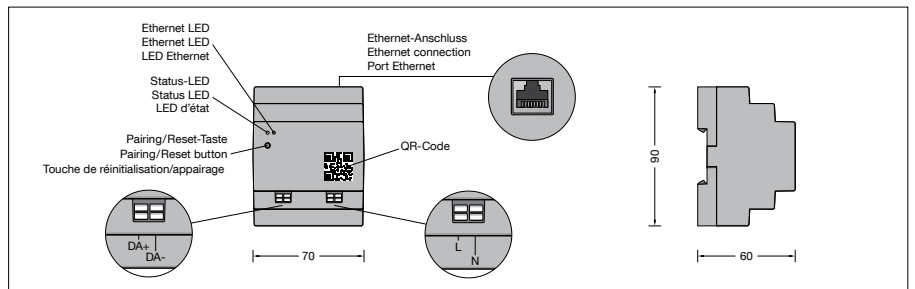 Ethernet LED
Ethernet LED
LED Ethernet
Status-LED
Status LED
LED d'état
Pairing/Reset-Taste
Pairing/Reset button
Touche de réinitialisation/appairage
Ethernet-Anschluss
Ethernet connection
Port Ethernet
QR-Code
DA+
DA-
L
N
70
90
60